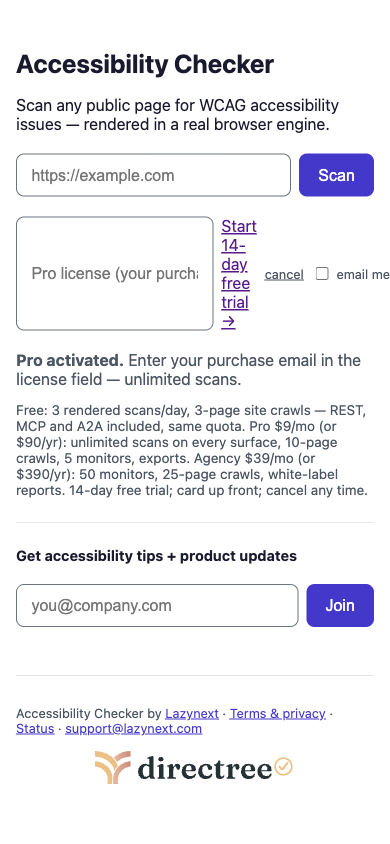 Accessibility Checker
Scan any public page for WCAG accessibility
issues — rendered in a real browser engine.
https://example.com
Scan
Pro license (your purcha
Start
14-
day
free
trial
→
cancel
email me
Pro activated. Enter your purchase email in the
license field — unlimited scans.
Free: 3 rendered scans/day, 3-page site crawls — REST,
MCP and A2A included, same quota. Pro $9/mo (or
$90/yr): unlimited scans on every surface, 10-page
crawls, 5 monitors, exports. Agency $39/mo (or
$390/yr): 50 monitors, 25-page crawls, white-label
reports. 14-day free trial; card up front; cancel any time.
Get accessibility tips + product updates
you@company.com
Join
Accessibility Checker by Lazynext · Terms & privacy ·
Status · support@lazynext.com
directree